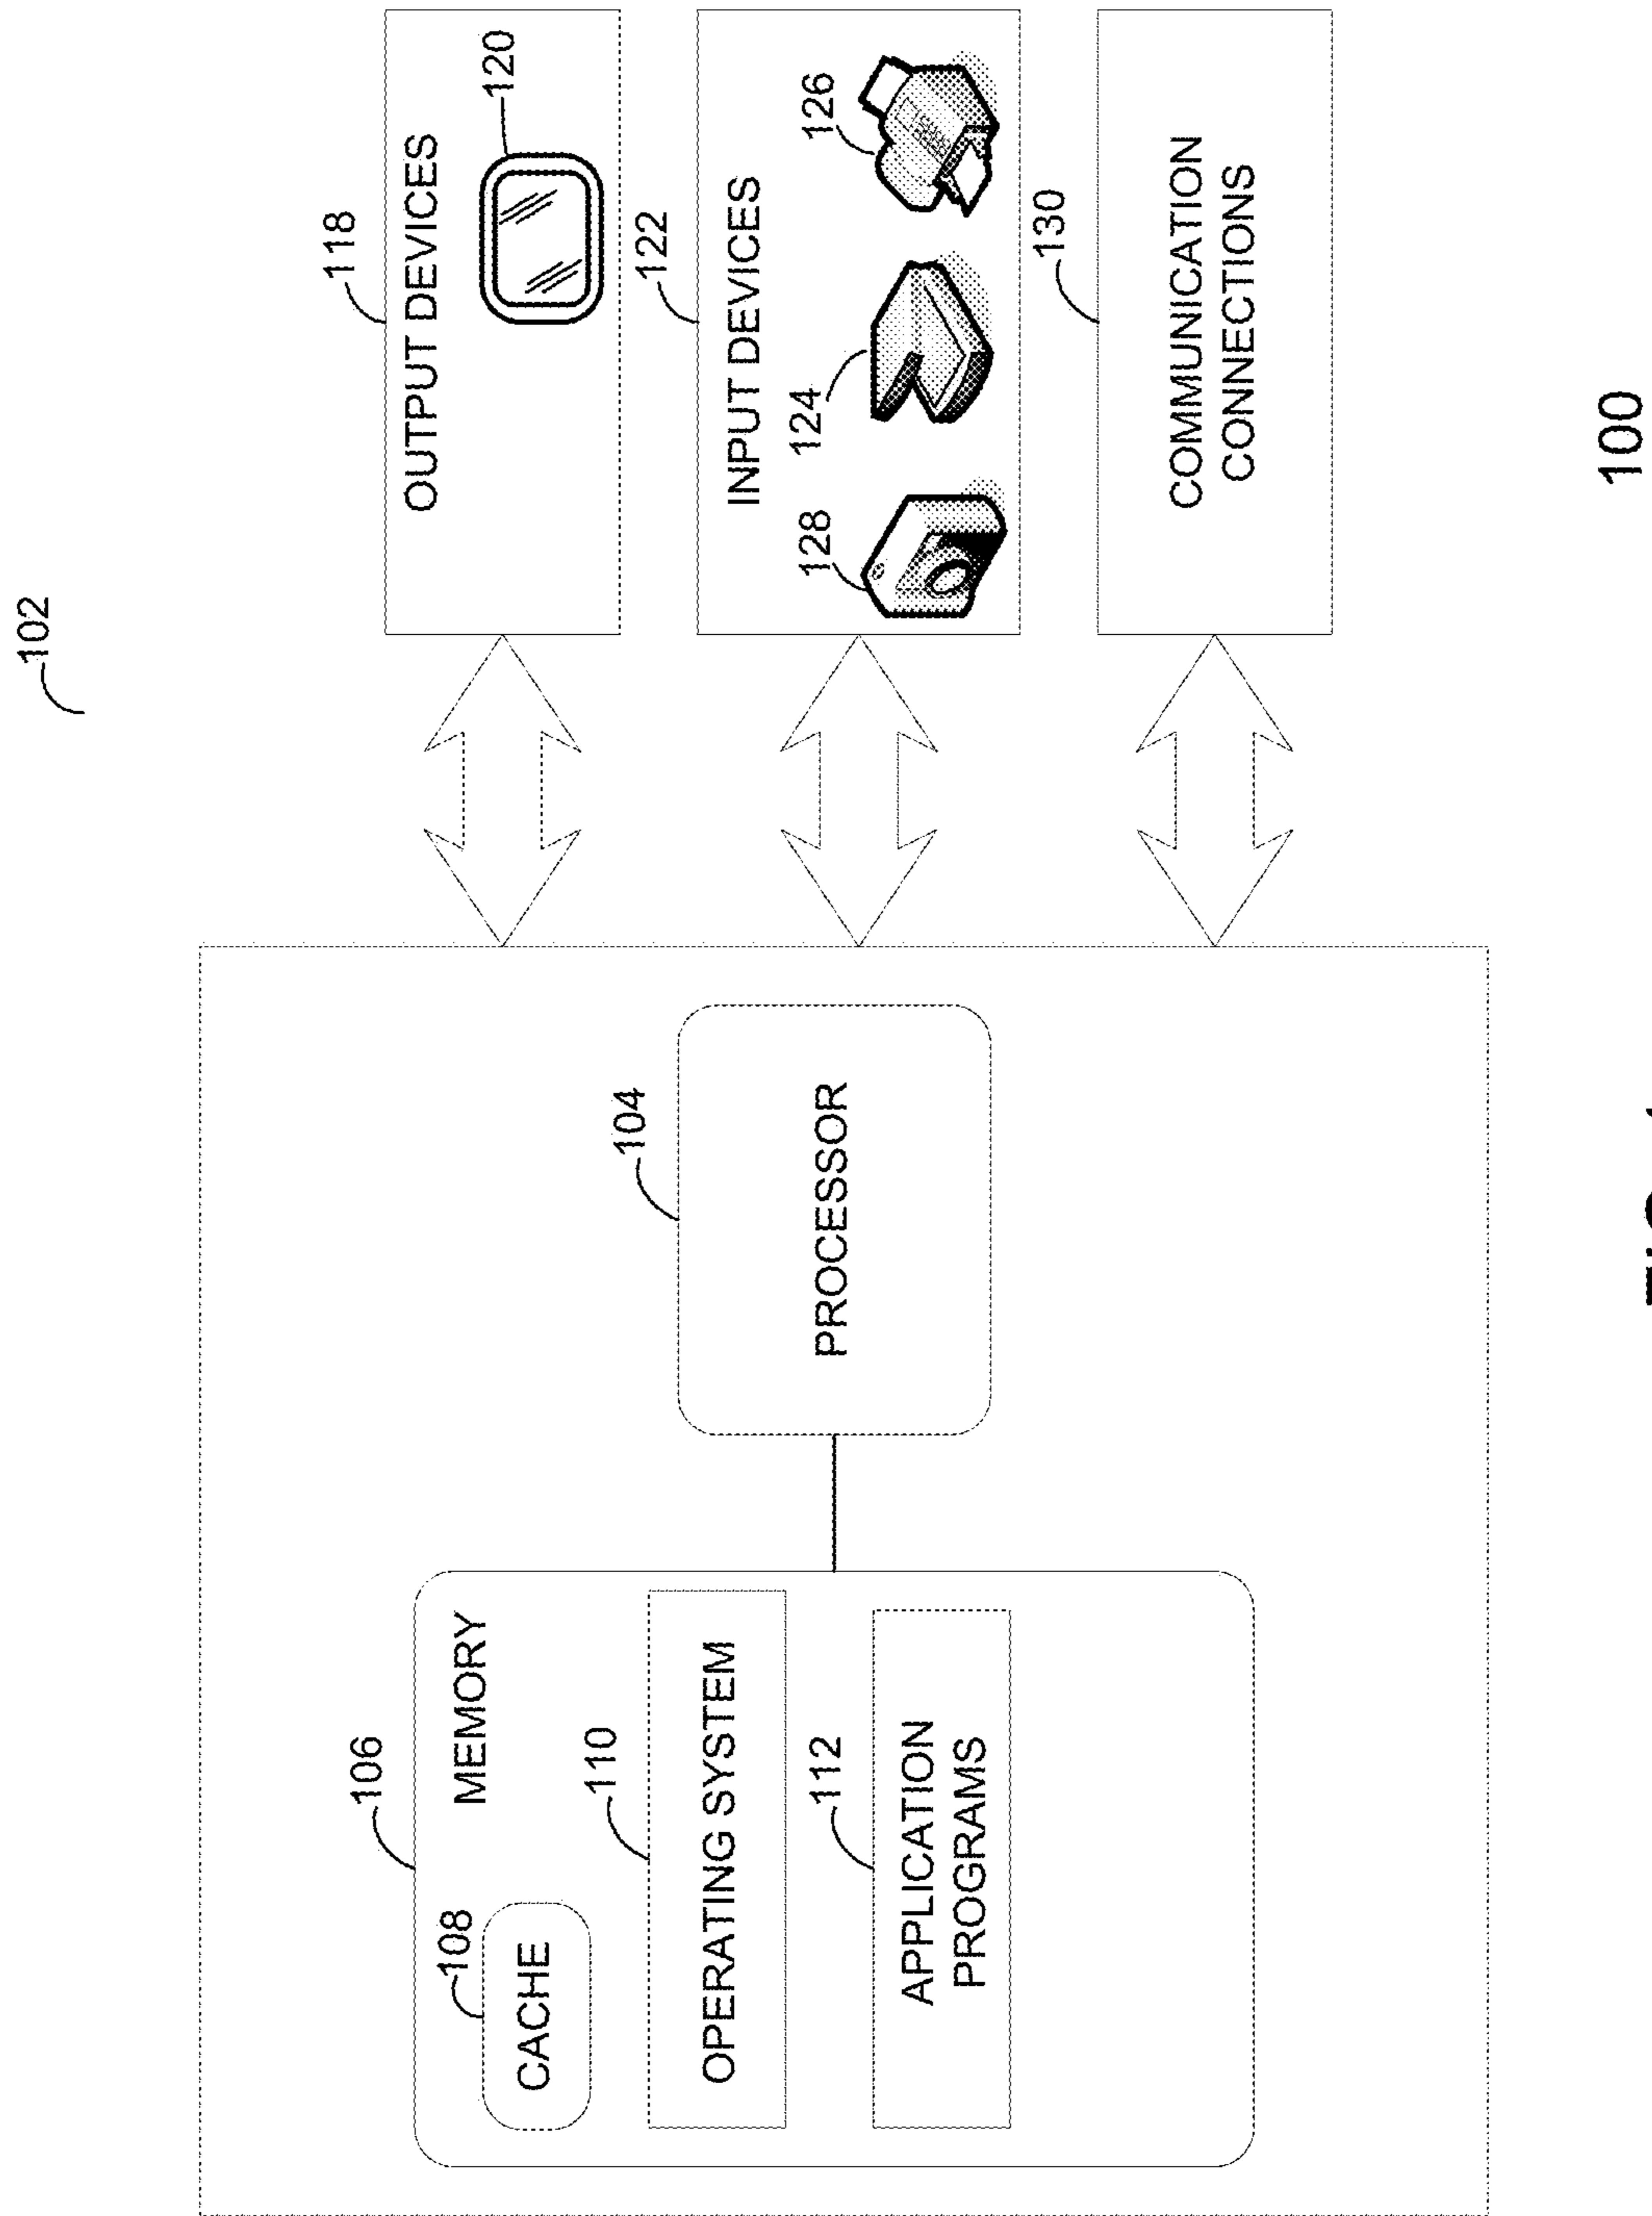 102
106
MEMORY
108
CACHE
110
OPERATING SYSTEM
112
APPLICATION
PROGRAMS
104
PROCESSOR
118
OUTPUT DEVICES
120
122
INPUT DEVICES
128
124
126
130
COMMUNICATION
CONNECTIONS
100